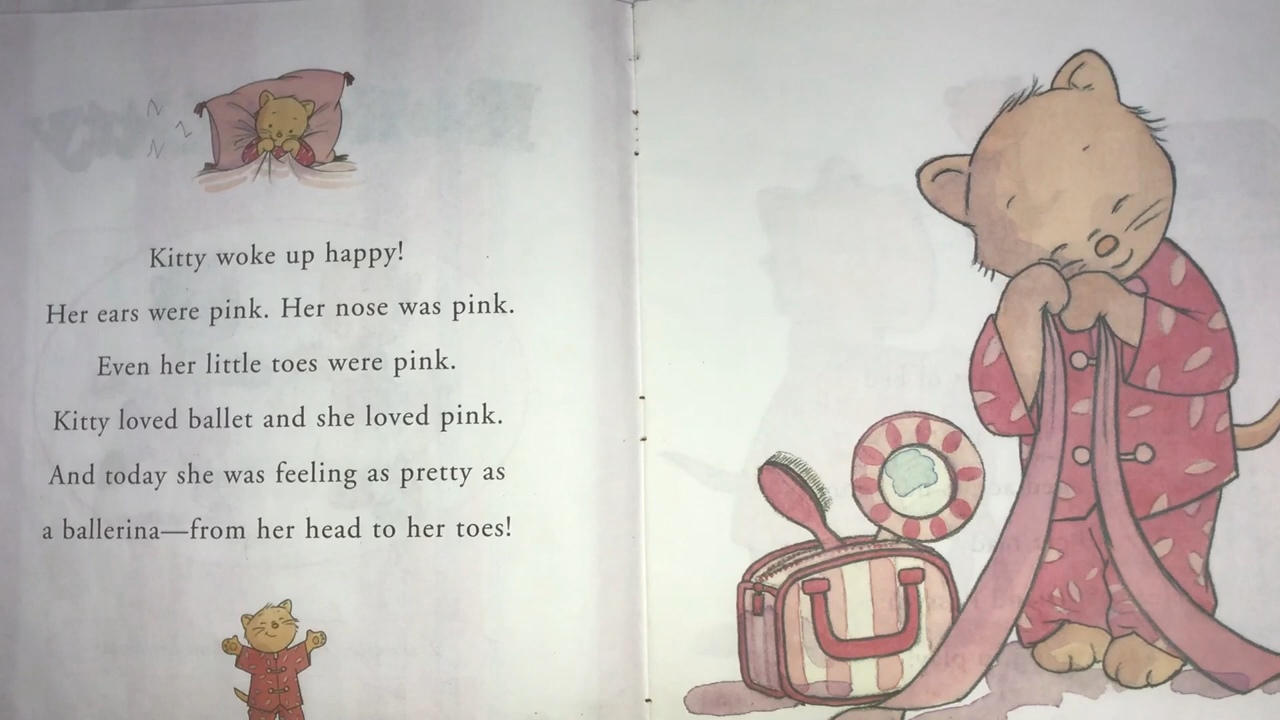 Kitty woke up happy!
Her ears were pink. Her nose was pink.
Even her little toes were pink.
Kitty loved ballet and she loved pink.
And today she was feeling as pretty as
a ballerina—from her head to her toes!